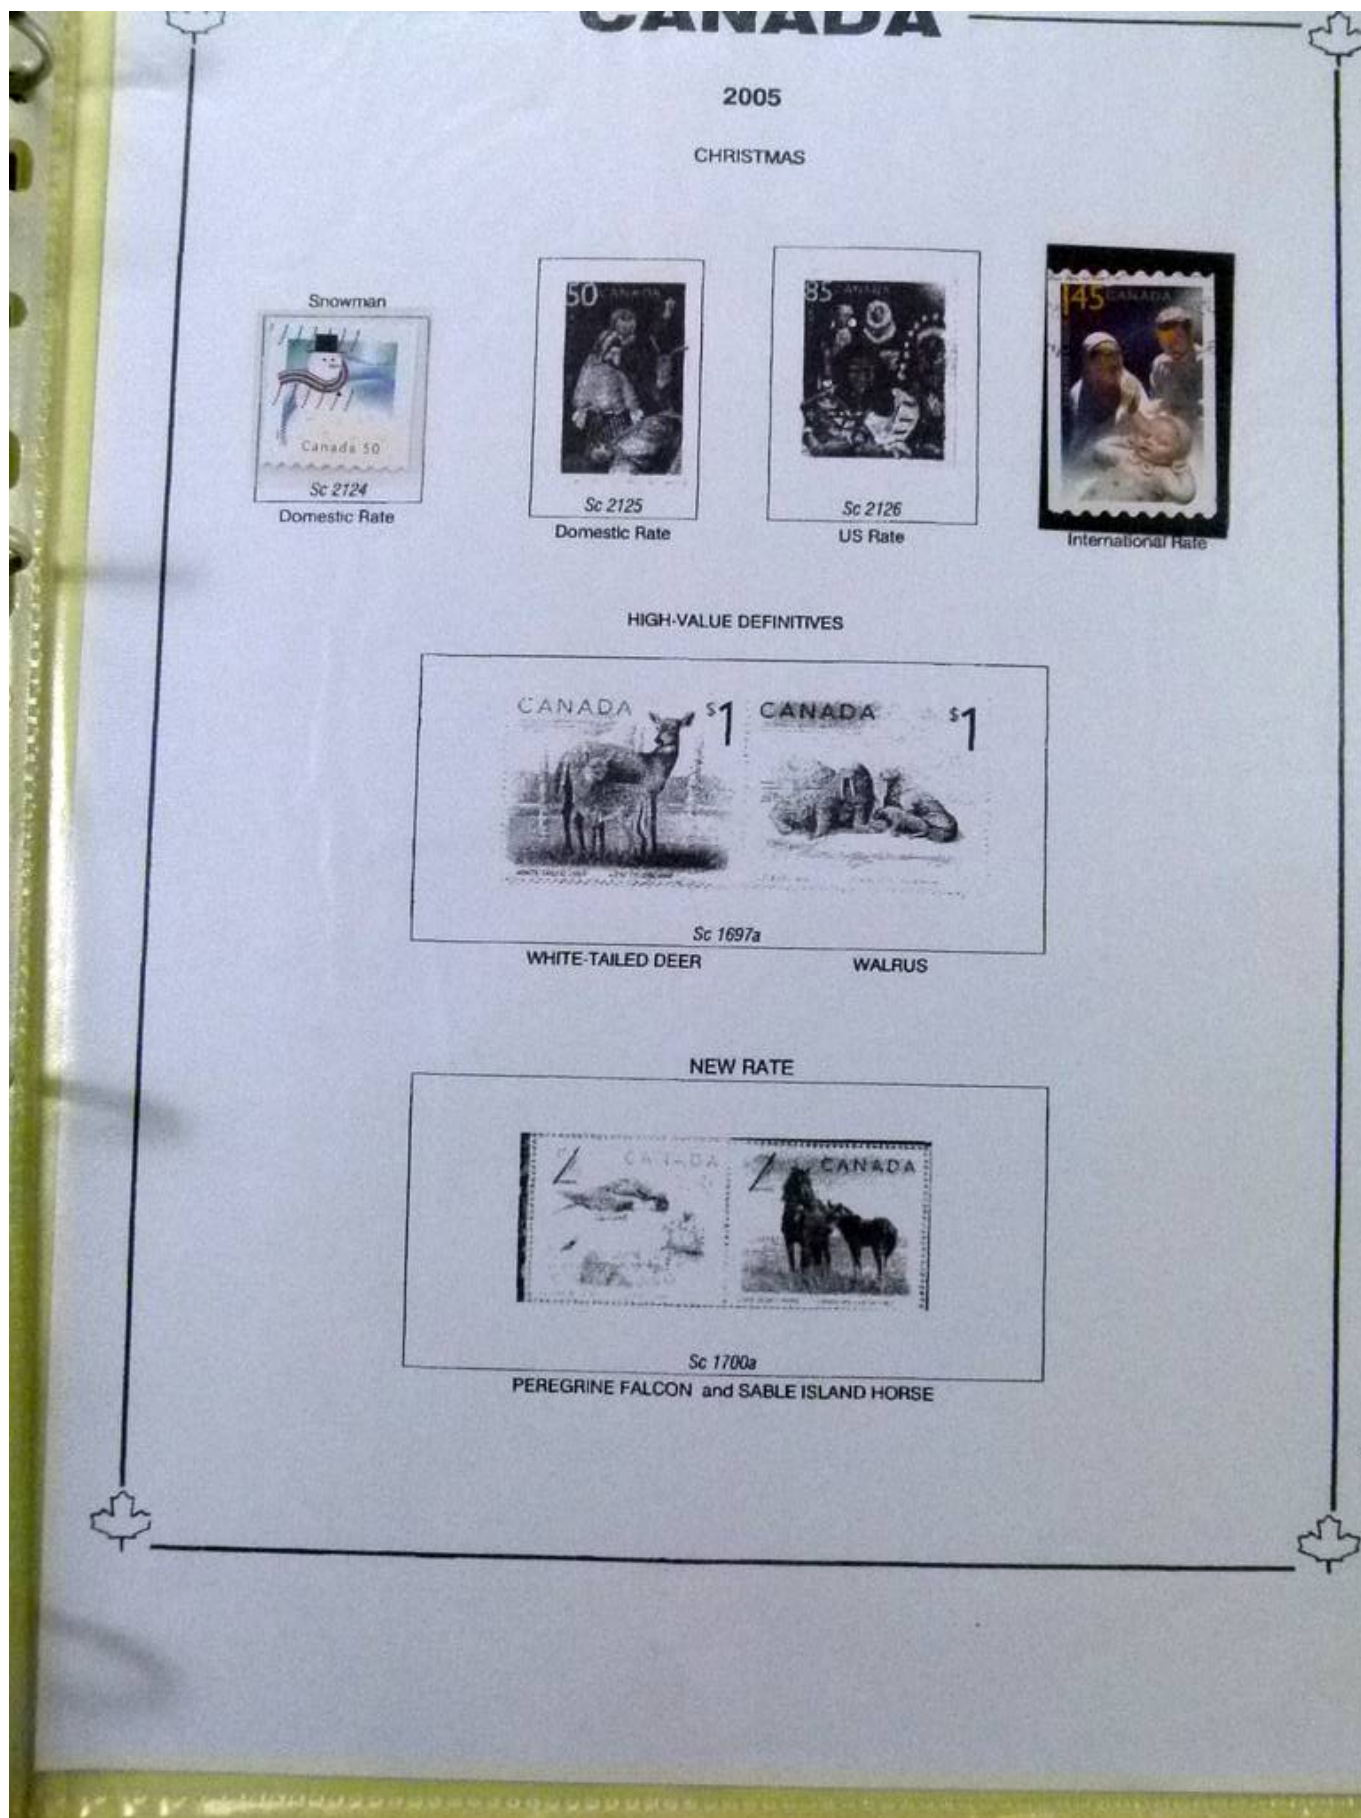 CANADA
2005
CHRISTMAS
Snowman
Canada 50
Sc 2124
Domestic Rate
50 CANADA
Sc 2125
Domestic Rate
85 CANADA
Sc 2126
US Rate
145 CANADA
International Rate
HIGH-VALUE DEFINITIVES
CANADA $1
CANADA $1
Sc 1697a
WHITE-TAILED DEER WALRUS
NEW RATE
2 CANADA
2 CANADA
Sc 1700a
PEREGRINE FALCON and SABLE ISLAND HORSE